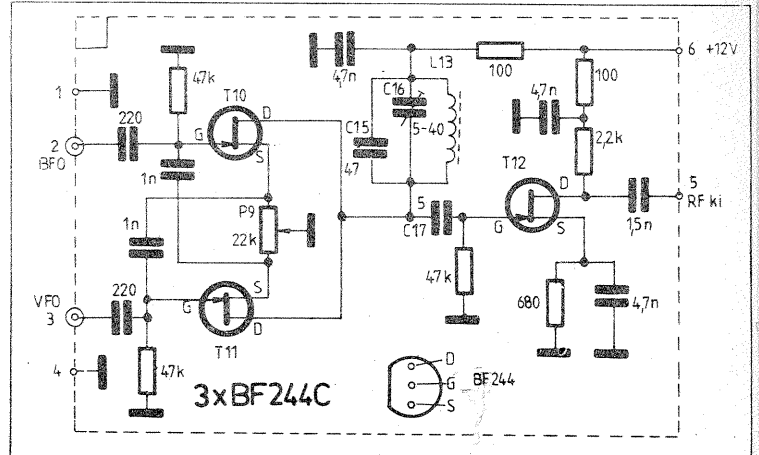 47k
47n
L13
100
6 +12V
100
1
T10
C16
4,7n
220
G
D
C15
5-40
2,2k
2
BFO
S
47
T12
5
RF ki
1n
P9
5
D
1n
22k
C17
G
S
1,5n
VFO
3
220
S
47k
G
D
680
4,7n
T11
4
47k
3xBF244C
D
G
S
BF244